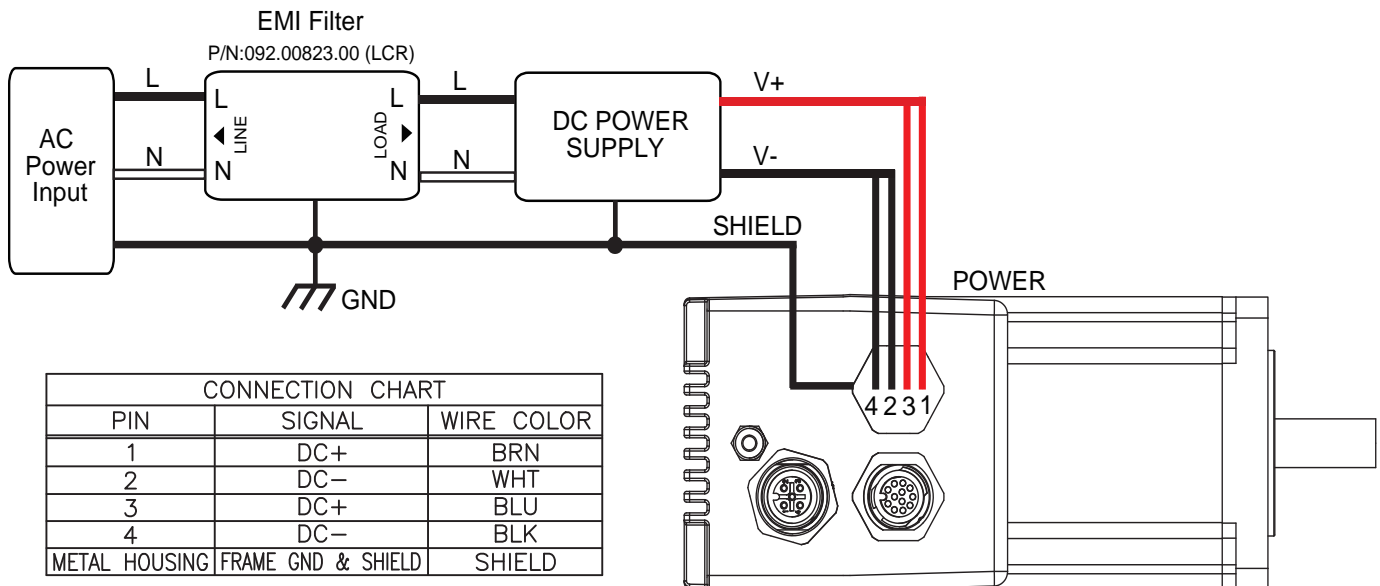 EMI Filter
P/N:092.00823.00 (LCR)
AC
Power
Input
L
N
L
N
LINE
LOAD
L
N
L
N
DC POWER
SUPPLY
V+
V-
SHIELD
GND
POWER
4 2 3 1
CONNECTION CHART
PIN SIGNAL WIRE COLOR
1 DC+ BRN
2 DC− WHT
3 DC+ BLU
4 DC− BLK
METAL HOUSING FRAME GND & SHIELD SHIELD